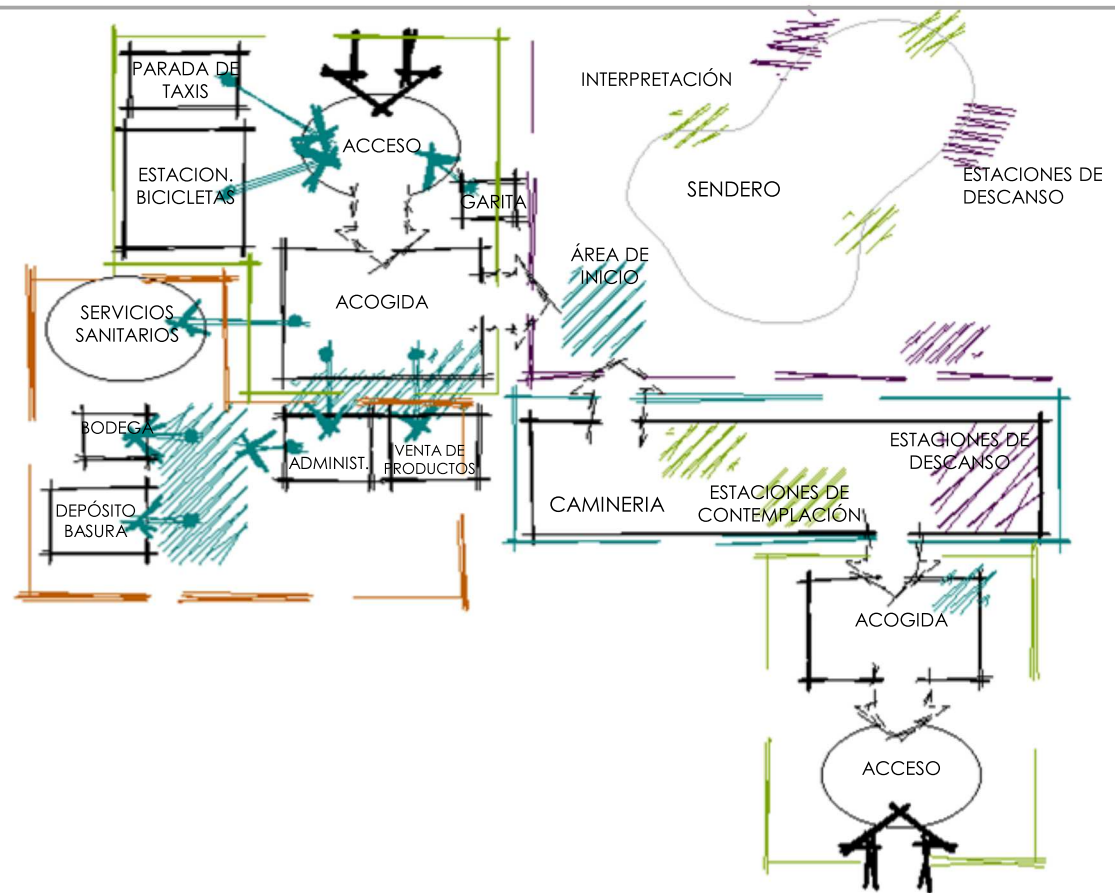 PARADA DE
TAXIS
ACCESO
ESTACION.
BICICLETAS
GARITA
INTERPRETACIÓN
SENDERO
ESTACIONES DE
DESCANSO
ÁREA DE
INICIO
ACOGIDA
SERVICIOS
SANITARIOS
BODEGA
DEPÓSITO
BASURA
ADMINIST.
VENTA DE
PRODUCTOS
CAMINERIA
ESTACIONES DE
CONTEMPLACIÓN
ESTACIONES DE
DESCANSO
ACOGIDA
ACCESO